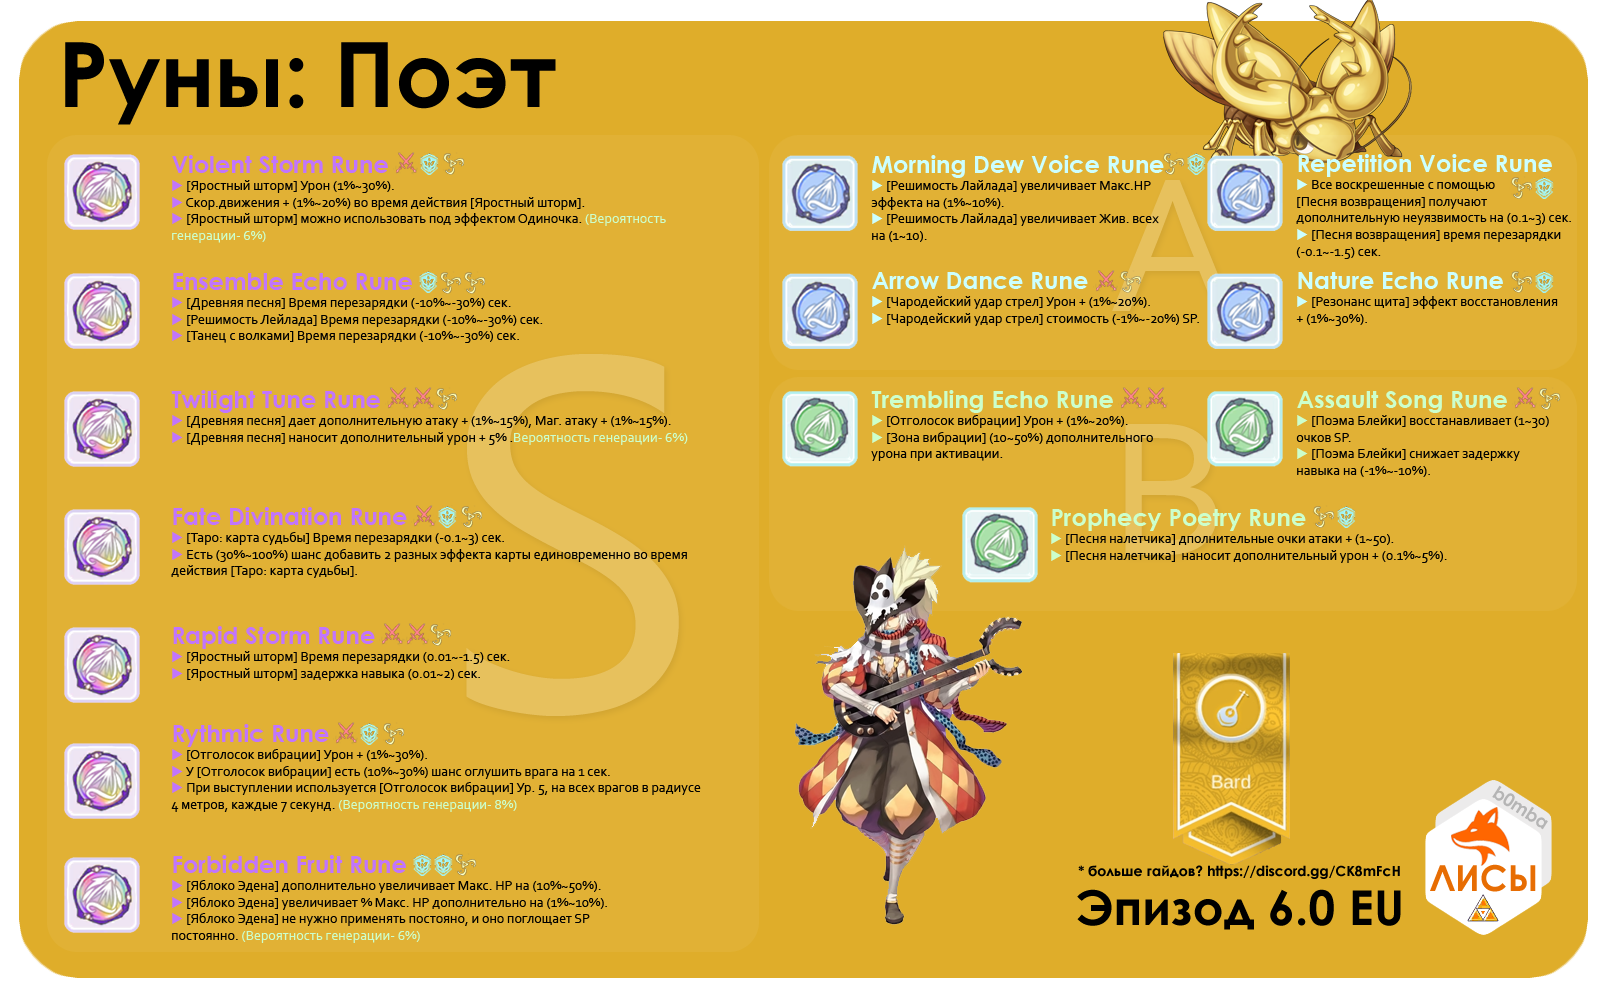 Руны: Поэт
Violent Storm Rune
[Яростный шторм] Урон (1%~30%).
Скор.движения + (1%~20%) во время действия [Яростный шторм].
[Яростный шторм] можно использовать под эффектом Одиночка. (Вероятность
генерации- 6%)
Ensemble Echo Rune
[Древняя песня] Время перезарядки (-10%~-30%) сек.
[Решимость Лейлада] Время перезарядки (-10%~-30%) сек.
[Танец с волками] Время перезарядки (-10%~-30%) сек.
Twilight Tune Rune
[Древняя песня] дает дополнительную атаку + (1%~15%), Маг. атаку + (1%~15%).
[Древняя песня] наносит дополнительный урон + 5% (Вероятность генерации- 6%)
Fate Divination Rune
[Таро: карта судьбы] Время перезарядки (-0.1~3) сек.
Есть (30%~100%) шанс добавить 2 разных эффекта карты единовременно во время
действия [Таро: карта судьбы].
Rapid Storm Rune
[Яростный шторм] Время перезарядки (0.01~-1.5) сек.
[Яростный шторм] задержка навыка (0.01~2) сек.
Rythmic Rune
[Отголосок вибрации] Урон + (1%~30%).
У [Отголосок вибрации] есть (10%~30%) шанс оглушить врага на 1 сек.
При выступлении используется [Отголосок вибрации] Ур. 5, на всех врагов в радиусе
4 метров, каждые 7 секунд. (Вероятность генерации- 8%)
Forbidden Fruit Rune
[Яблоко Эдена] дополнительно увеличивает Макс. HP на (10%~50%).
[Яблоко Эдена] увеличивает % Макс. HP дополнительно на (1%~10%).
[Яблоко Эдена] не нужно применять постояно, и оно поглощает SP
постоянно. (Вероятность генерации- 6%)
S
Morning Dew Voice Rune
[Решимость Лайлада] увеличивает Макс.HP
эффекта на (1%~10%).
[Решимость Лайлада] увеличивает Жив. всех
на (1~10).
Repetition Voice Rune
Все воскрешенные с помощью
[Песня возвращения] получают
дополнительную неуязвимость на (0.1~3) сек.
[Песня возвращения] время перезарядки
(-0.1~-1.5) сек.
Arrow Dance Rune
[Чародейский удар стрел] Урон + (1%~20%).
[Чародейский удар стрел] стоимость (-1%~-20%) SP.
Nature Echo Rune
[Резонанс щита] эффект восстановления
+ (1%~30%).
A
Trembling Echo Rune
[Отголосок вибрации] Урон + (1%~20%).
[Зона вибрации] (10~50%) дополнительного
урона при активации.
Assault Song Rune
[Поэма Блейки] восстанавливает (1~30)
очков SP.
[Поэма Блейки] снижает задержку
навыка на (-1%~-10%).
B
Prophecy Poetry Rune
[Песня налетчика] дполнительные очки атаки + (1~50).
[Песня налетчика] наносит дополнительный урон + (0.1%~5%).
Bard
b0mba
ЛИСЫ
* больше гайдов? https://discord.gg/CK8mFcH
Эпизод 6.0 EU